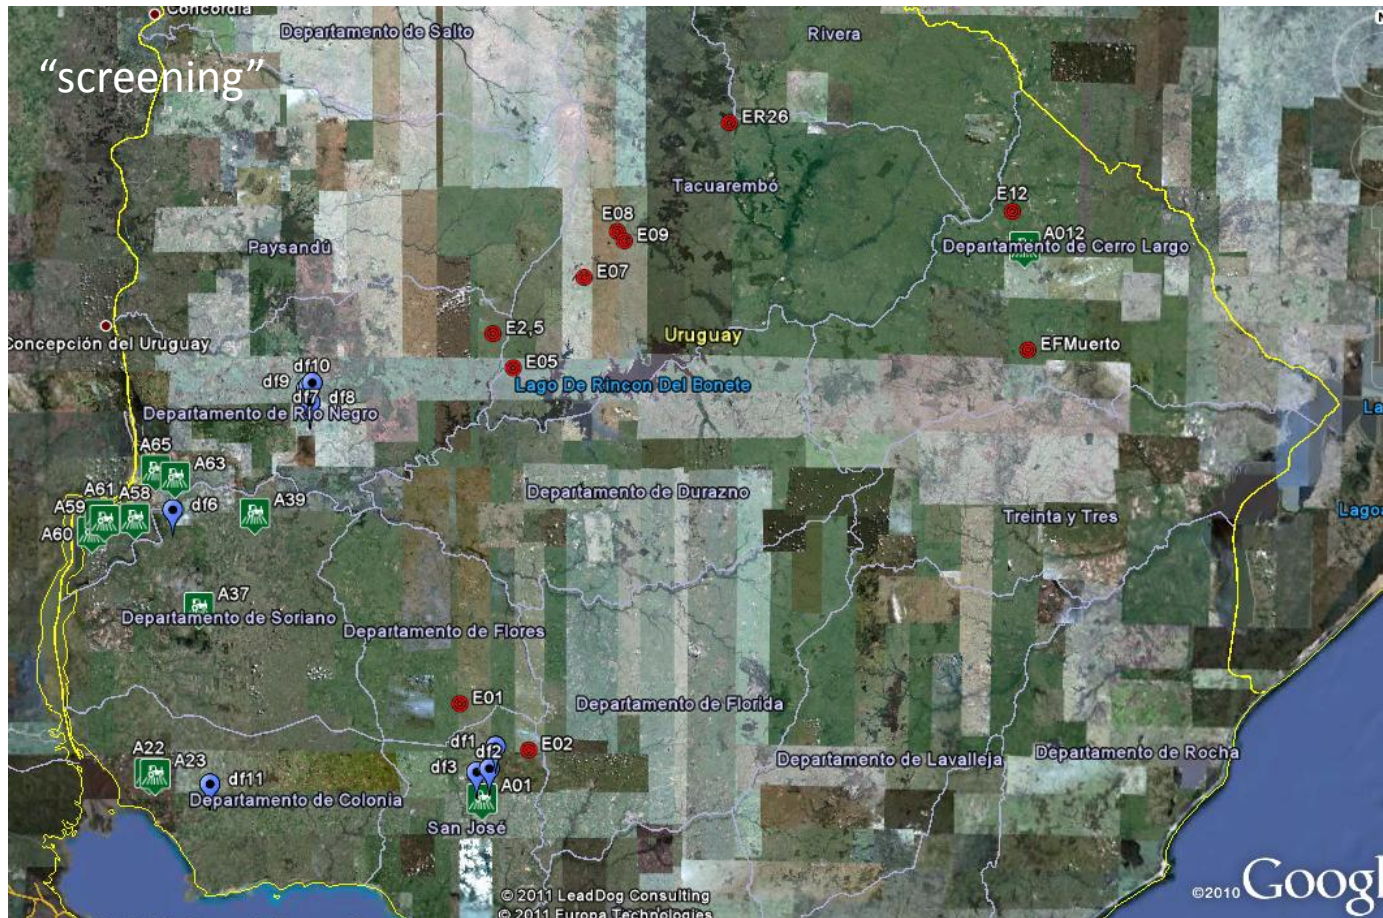 Concordia
Departamento de Salto
Rivera
“screening”
ER26
Tacuarembó
E12
E08
E09
A012
Paysandú
Departamento de Cerro Largo
E07
E2,5
Uruguay
Concepción del Uruguay
EFMuerto
E05
df10
df9
Lago De Rincon Del Bonete
df7
df8
Departamento de Río Negro
A65
A63
A61
A58
A59
df6
A39
A60
Departamento de Durazno
Treinta y Tres
A37
Departamento de Soriano
Departamento de Flores
E01
Departamento de Florida
df1
E02
df2
Departamento de Rocha
A22
Departamento de Lavalleja
A23
df3
df11
A01
Departamento de Colonia
San José
© 2011 LeadDog Consulting
©2010 Google
© 2011 Europa Technologies